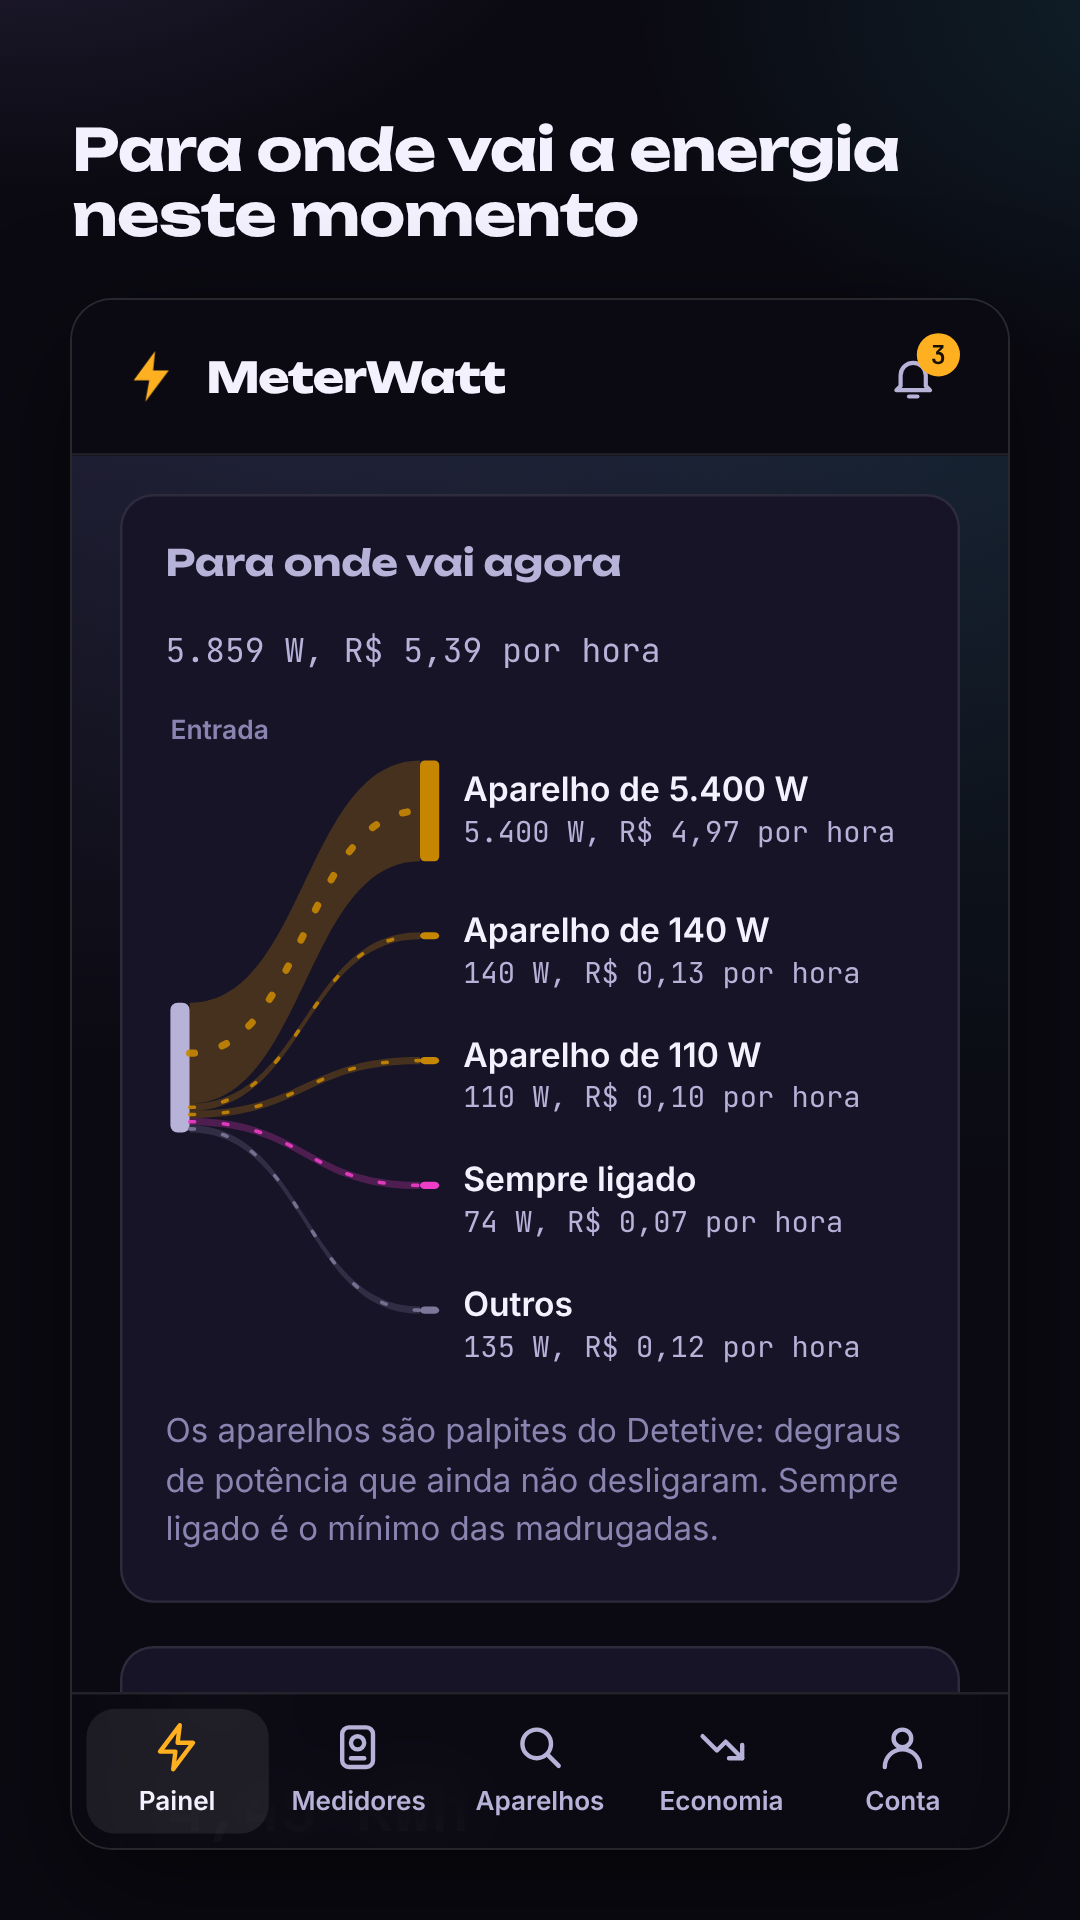 Para onde vai a energia
neste momento
MeterWatt
3
Para onde vai agora
5.859 W, R$ 5,39 por hora
Entrada
Aparelho de 5.400 W
5.400 W, R$ 4,97 por hora
Aparelho de 140 W
140 W, R$ 0,13 por hora
Aparelho de 110 W
110 W, R$ 0,10 por hora
Sempre ligado
74 W, R$ 0,07 por hora
Outros
135 W, R$ 0,12 por hora
Os aparelhos são palpites do Detetive: degraus
de potência que ainda não desligaram. Sempre
ligado é o mínimo das madrugadas.
Painel
Medidores
Aparelhos
Economia
Conta